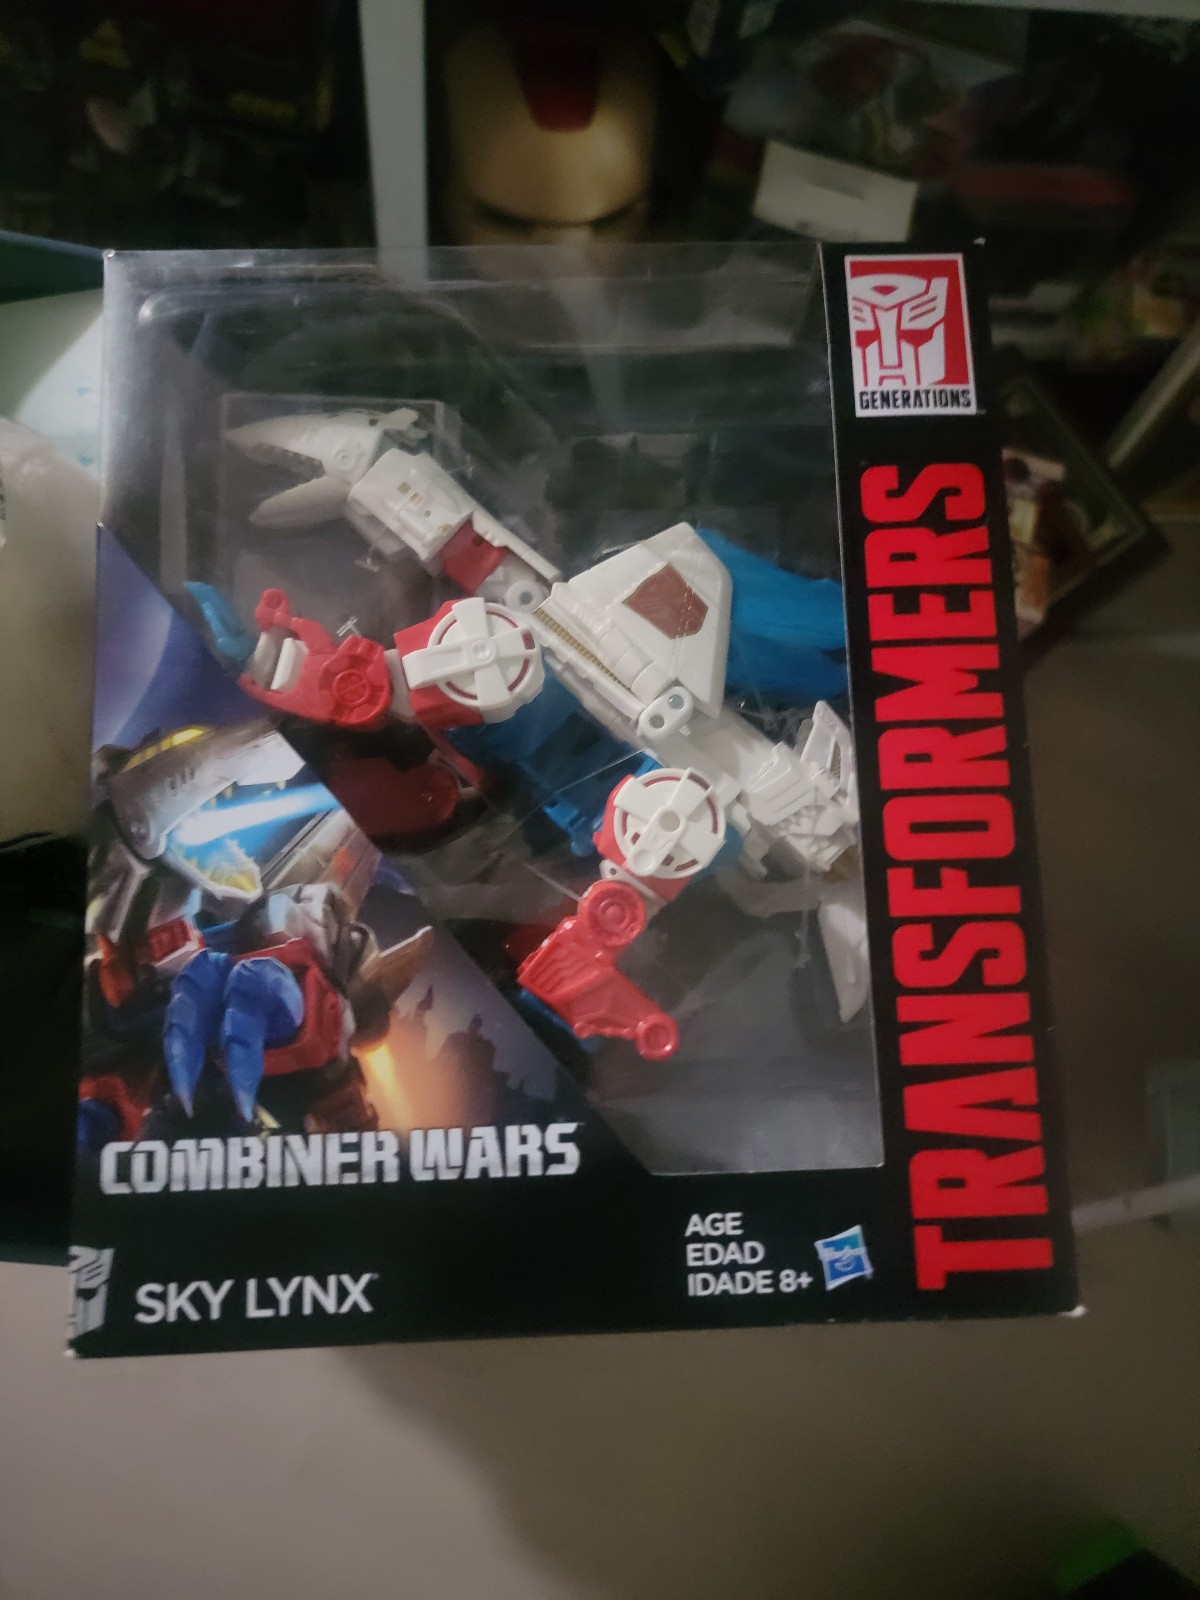 GENERATIONS
TRANSFORMERS
COMBINER WARS
SKY LYNX
AGE
EDAD
IDADE 8+